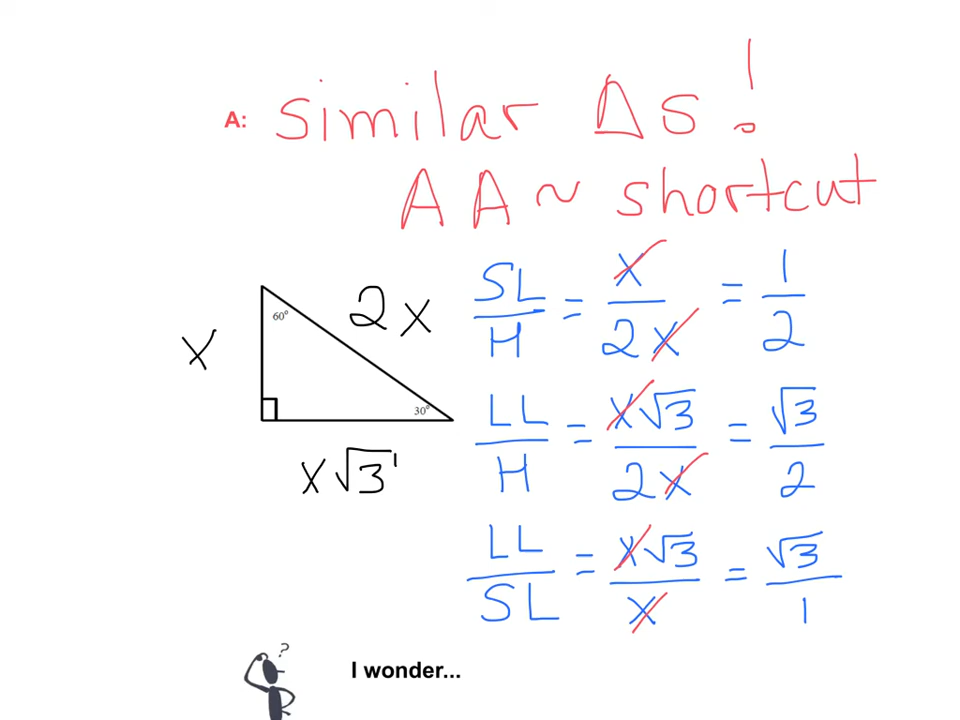 A: similar Δs!
AA~ shortcut
SL/H = x/2x = 1/2
60°
2x
x
30°
x√3
LL/H = x√3/2x = √3/2
LL/SL = x√3/x = √3/1
?
I wonder...